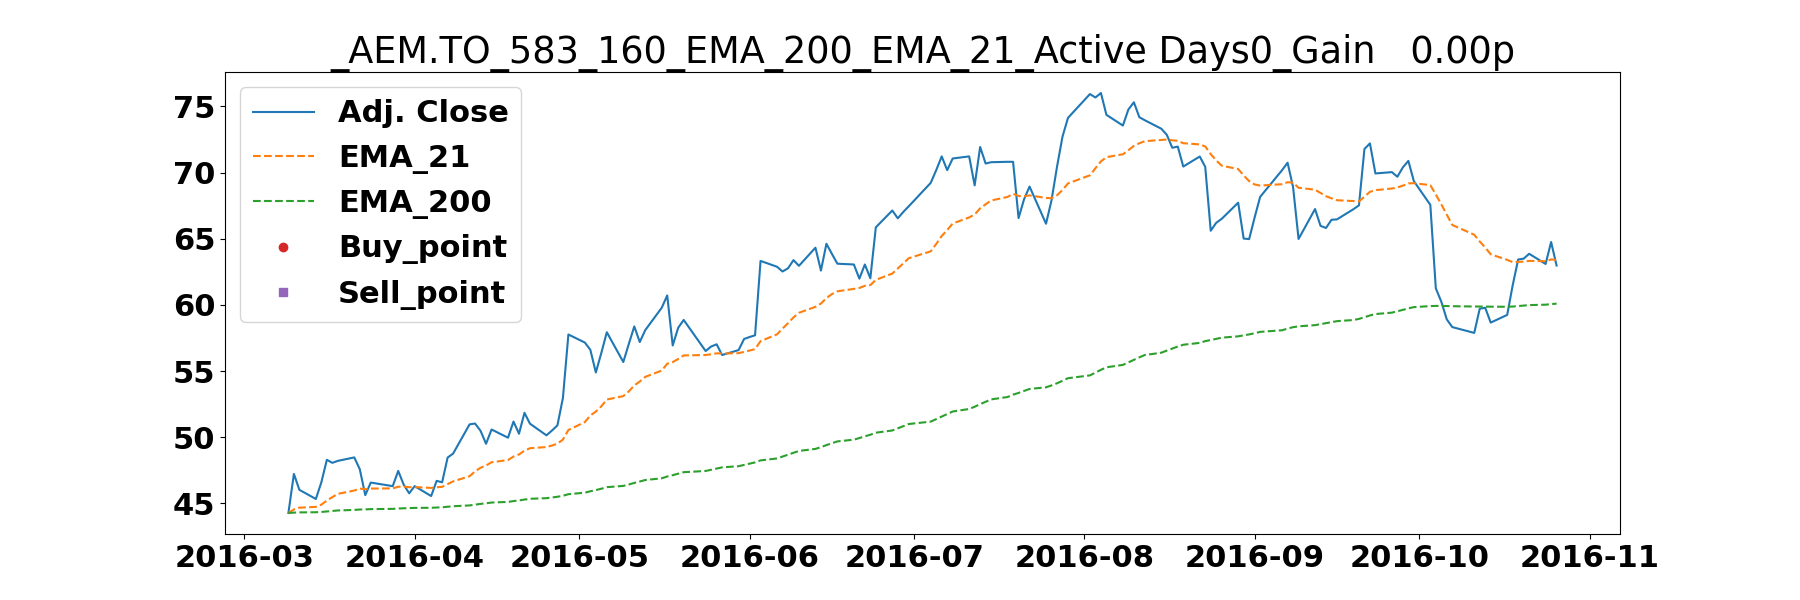 _AEM.TO_583_160_EMA_200_EMA_21_Active Days0_Gain   0.00p
Adj. Close
EMA_21
EMA_200
Buy_point
Sell_point
75
70
65
60
55
50
45
2016-03 2016-04 2016-05 2016-06 2016-07 2016-08 2016-09 2016-10 2016-11